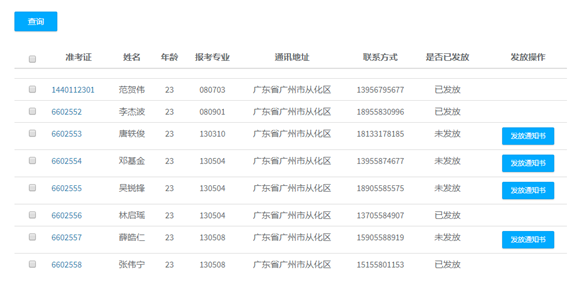 查询
准考证 姓名 年龄 报考专业 通讯地址 联系方式 是否已发放 发放操作
1440112301 范贺伟 23 080703 广东省广州市从化区 13956795677 已发放
6602552 李杰波 23 080901 广东省广州市从化区 18955830996 已发放
6602553 唐轶俊 23 130310 广东省广州市从化区 18133178185 未发放 发放通知书
6602554 邓基金 23 130504 广东省广州市从化区 13955874677 未发放 发放通知书
6602555 吴锐锋 23 130504 广东省广州市从化区 18905585575 未发放 发放通知书
6602556 林启瑶 23 130504 广东省广州市从化区 13705584907 已发放
6602557 薛皓仁 23 130508 广东省广州市从化区 15905588919 未发放 发放通知书
6602558 张伟宁 23 130508 广东省广州市从化区 15155801153 已发放